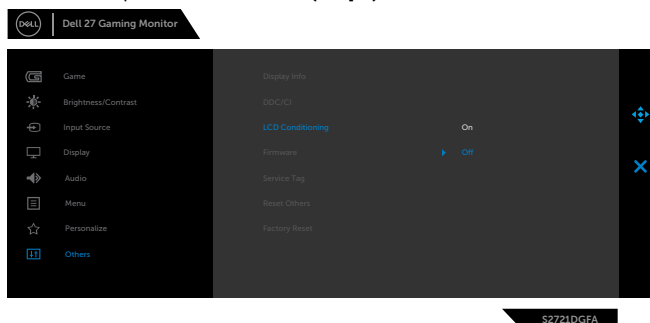 DELL
Dell 27 Gaming Monitor
Game
Display Info
Brightness/Contrast
DDC/CI
Input Source
LCD Conditioning
On
Display
Firmware
Off
Audio
Service Tag
Menu
Reset Others
Personalize
Factory Reset
Others
S2721DGFA